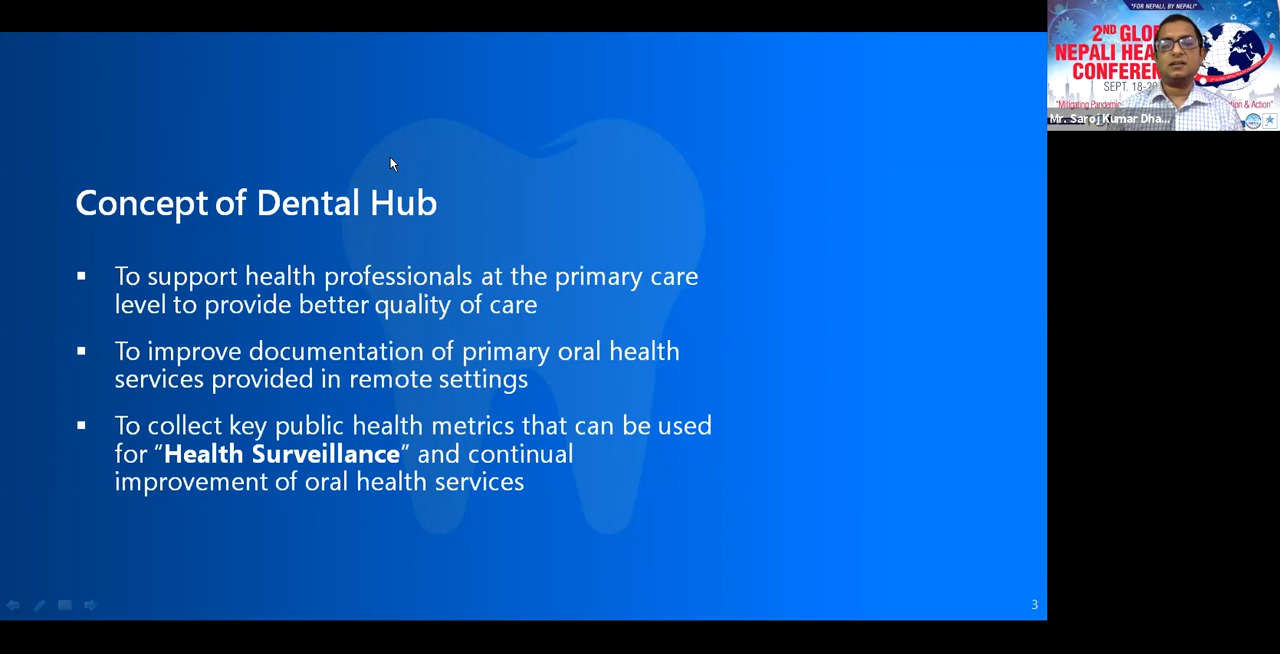 Concept of Dental Hub
▪ To support health professionals at the primary care
level to provide better quality of care
▪ To improve documentation of primary oral health
services provided in remote settings
▪ To collect key public health metrics that can be used
for “Health Surveillance” and continual
improvement of oral health services
3
"FOR NEPALI, BY NEPALI"
2ND GLO
NEPALI HEA
CONFEREN
SEPT. 18-2
"Mitigating Pandemic
& Action"
Mr. Saroj Kumar Dha...